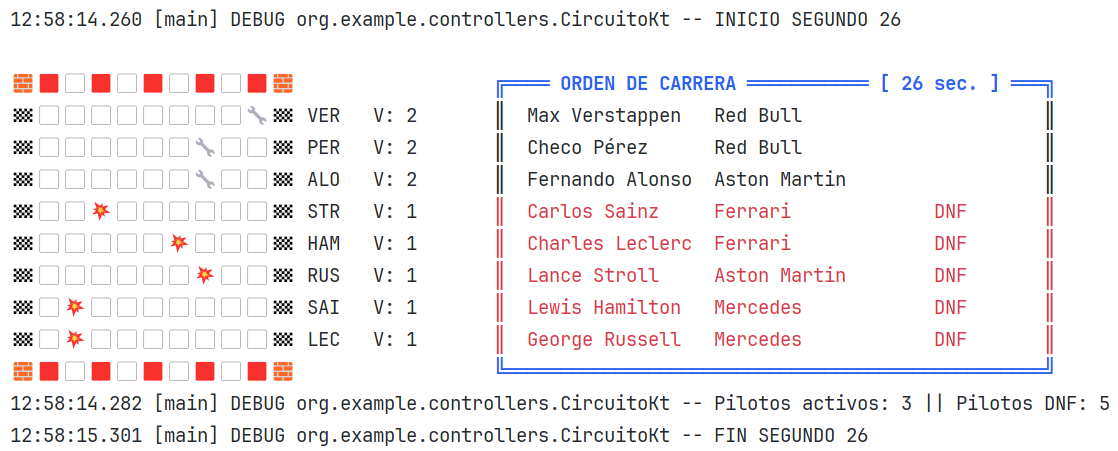 12:58:14.260 [main] DEBUG org.example.controllers.CircuitoKt -- INICIO SEGUNDO 26
ORDEN DE CARRERA [ 26 sec. ]
VER V: 2 Max Verstappen Red Bull
PER V: 2 Checo Pérez Red Bull
ALO V: 2 Fernando Alonso Aston Martin
STR V: 1 Carlos Sainz Ferrari DNF
HAM V: 1 Charles Leclerc Ferrari DNF
RUS V: 1 Lance Stroll Aston Martin DNF
SAI V: 1 Lewis Hamilton Mercedes DNF
LEC V: 1 George Russell Mercedes DNF
12:58:14.282 [main] DEBUG org.example.controllers.CircuitoKt -- Pilotos activos: 3 || Pilotos DNF: 5
12:58:15.301 [main] DEBUG org.example.controllers.CircuitoKt -- FIN SEGUNDO 26